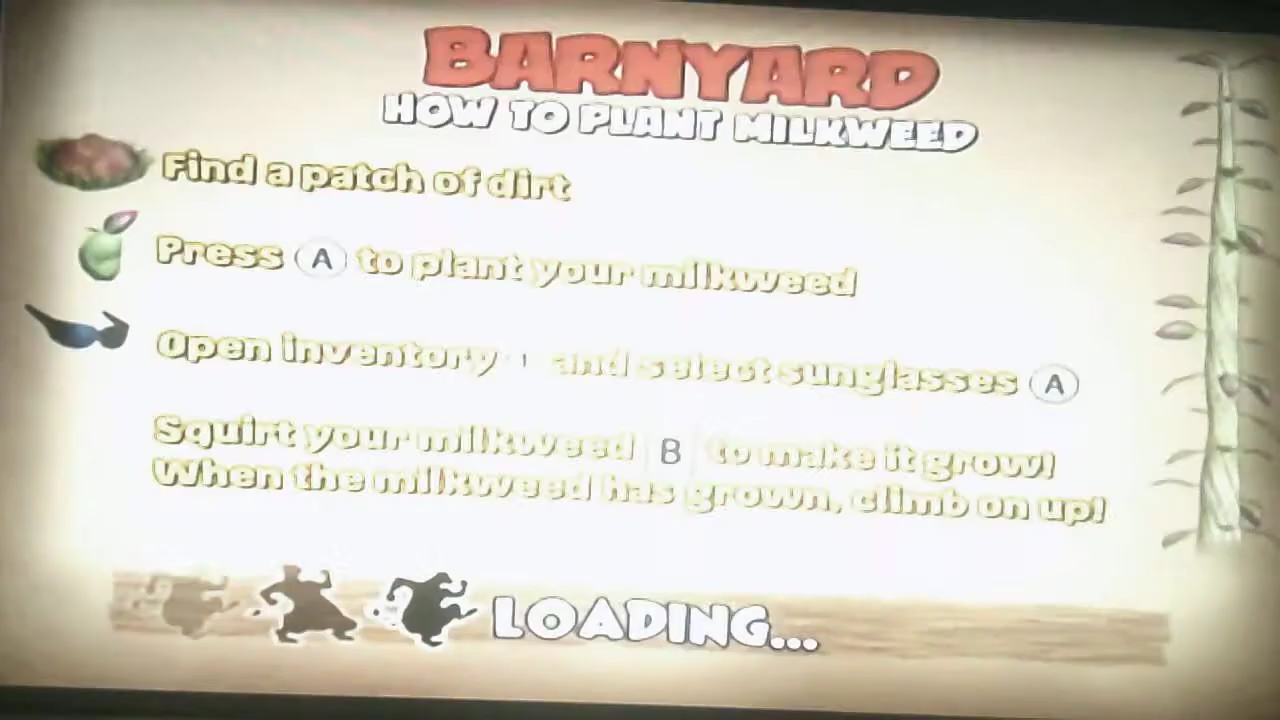 BARNYARD
HOW TO PLANT MILKWEED
Find a patch of dirt
Press A to plant your milkweed
Open inventory and select sunglasses A
Squirt your milkweed B to make it grow!
When the milkweed has grown, climb on up!
LOADING...